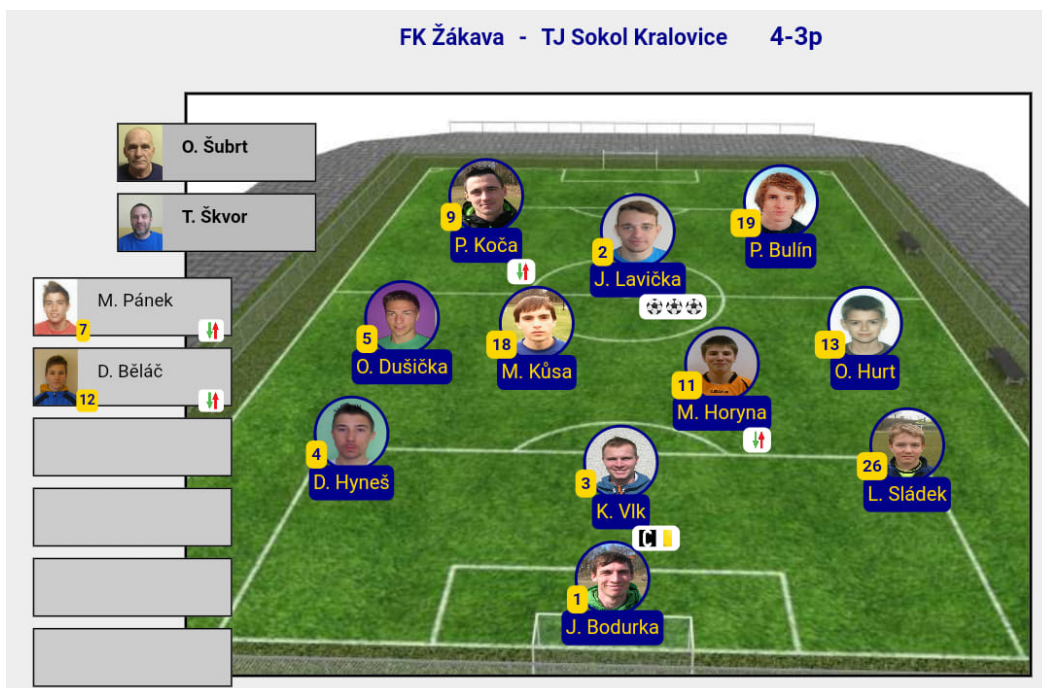 FK Žákava - TJ Sokol Kralovice 4-3p
O. Šubrt
T. Škvor
M. Pánek
7
D. Běláč
12
9
P. Koča
2
J. Lavička
19
P. Bulín
5
O. Dušička
18
M. Kůsa
11
M. Horyna
13
O. Hurt
4
D. Hyneš
3
K. Vlk
C
26
L. Sládek
1
J. Bodurka